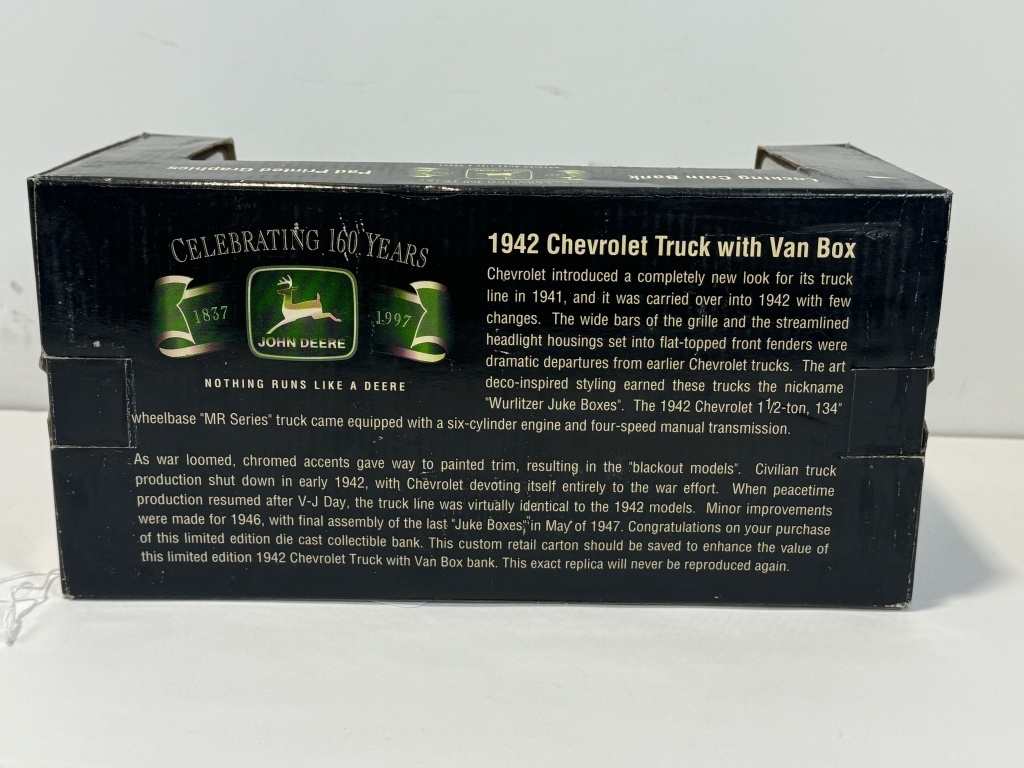 Locking Coin Bank
Pad Printed Graphics
CELEBRATING 160 YEARS
1837
1997
JOHN DEERE
NOTHING RUNS LIKE A DEERE
1942 Chevrolet Truck with Van Box
Chevrolet introduced a completely new look for its truck
line in 1941, and it was carried over into 1942 with few
changes. The wide bars of the grille and the streamlined
headlight housings set into flat-topped front fenders were
dramatic departures from earlier Chevrolet trucks. The art
deco-inspired styling earned these trucks the nickname
"Wurlitzer Juke Boxes". The 1942 Chevrolet 1 1/2-ton, 134"
wheelbase "MR Series" truck came equipped with a six-cylinder engine and four-speed manual transmission.
As war loomed, chromed accents gave way to painted trim, resulting in the "blackout models". Civilian truck
production shut down in early 1942, with Chevrolet devoting itself entirely to the war effort. When peacetime
production resumed after V-J Day, the truck line was virtually identical to the 1942 models. Minor improvements
were made for 1946, with final assembly of the last "Juke Boxes," in May of 1947. Congratulations on your purchase
of this limited edition die cast collectible bank. This custom retail carton should be saved to enhance the value of
this limited edition 1942 Chevrolet Truck with Van Box bank. This exact replica will never be reproduced again.